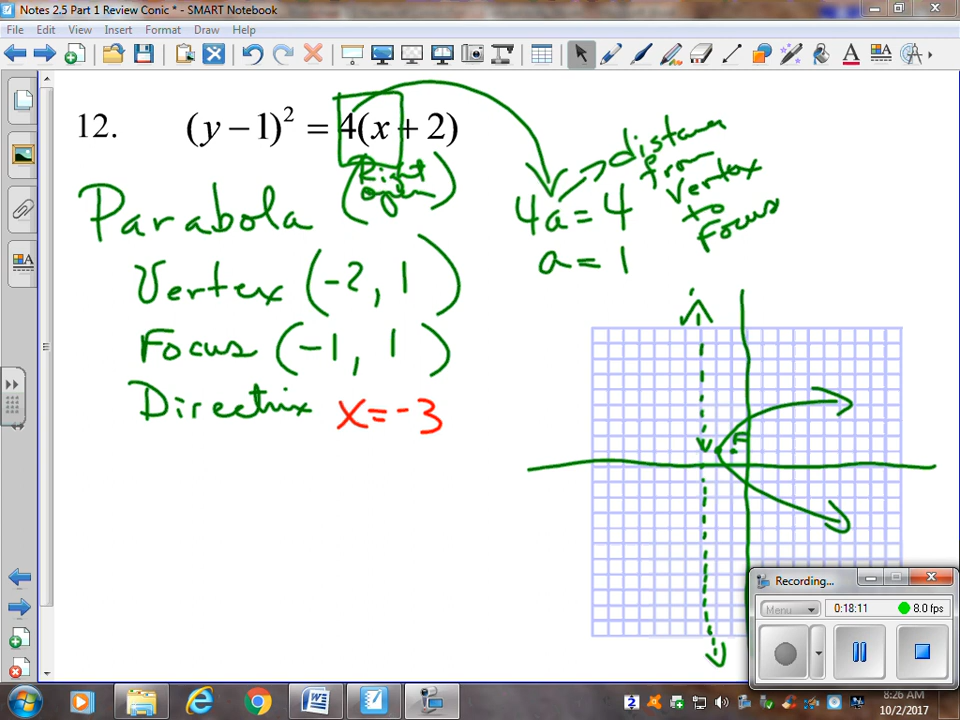 Notes 2.5 Part 1 Review Conic * - SMART Notebook
File Edit View Insert Format Draw Help
12. (y − 1)² = 4(x + 2)
(Right open)
Parabola
Vertex (-2, 1)
Focus (-1, 1)
Directrix x = -3
4a = 4
a = 1
distance
from
Vertex
to
Focus
F
Recording...
Menu
0:18:11
8.0 fps
8:26 AM
10/2/2017